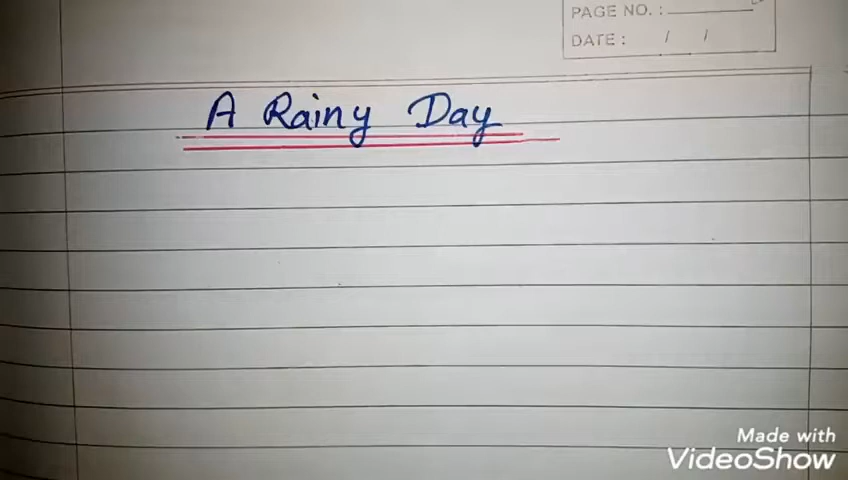 PAGE NO. :
DATE : / /
A Rainy Day
Made with
VideoShow